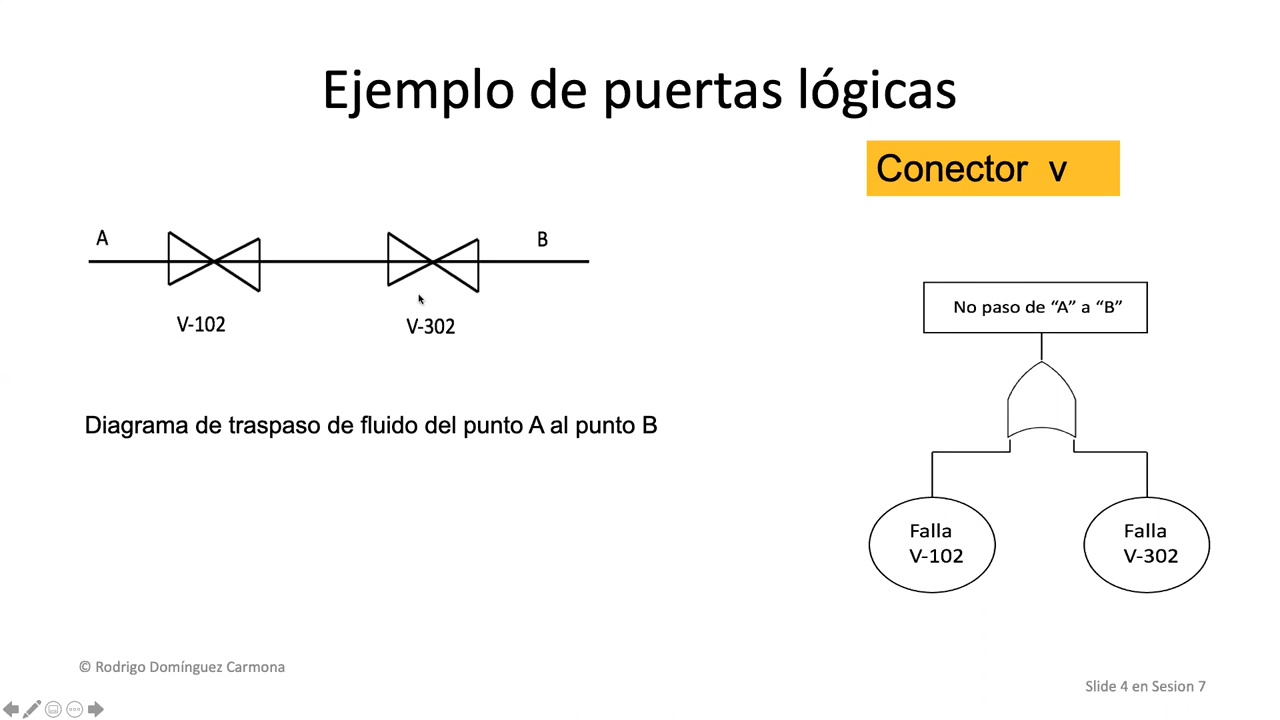 Ejemplo de puertas lógicas
Conector v
A
B
V-102
V-302
Diagrama de traspaso de fluido del punto A al punto B
No paso de “A” a “B”
Falla
V-102
Falla
V-302
© Rodrigo Domínguez Carmona
Slide 4 en Sesion 7